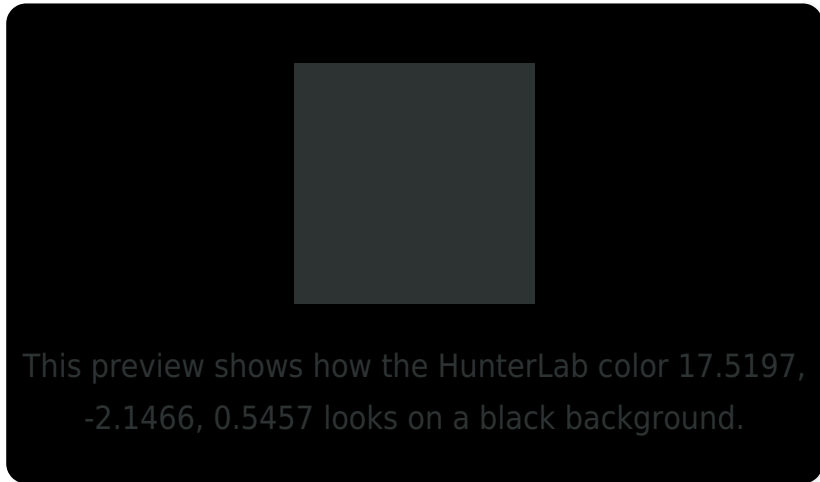 This preview shows how the HunterLab color 17.5197,
-2.1466, 0.5457 looks on a black background.